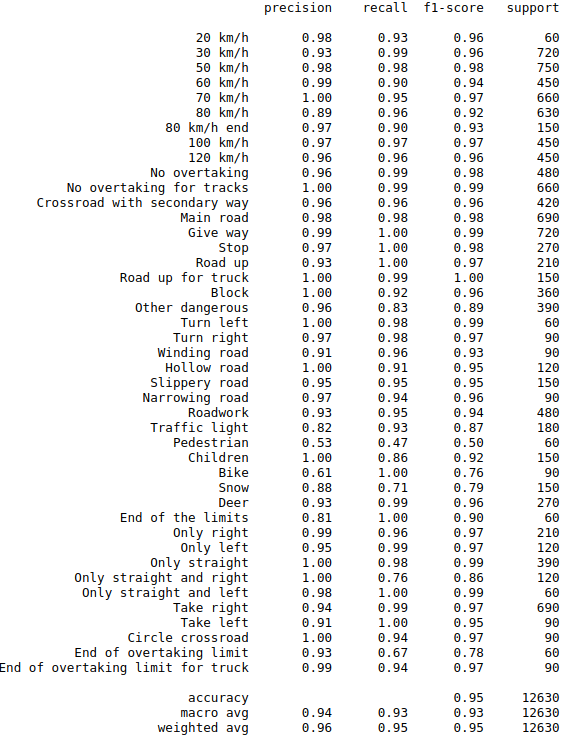 precision recall f1-score support
20 km/h 0.98 0.93 0.96 60
30 km/h 0.93 0.99 0.96 720
50 km/h 0.98 0.98 0.98 750
60 km/h 0.99 0.90 0.94 450
70 km/h 1.00 0.95 0.97 660
80 km/h 0.89 0.96 0.92 630
80 km/h end 0.97 0.90 0.93 150
100 km/h 0.97 0.97 0.97 450
120 km/h 0.96 0.96 0.96 450
No overtaking 0.96 0.99 0.98 480
No overtaking for tracks 1.00 0.99 0.99 660
Crossroad with secondary way 0.96 0.96 0.96 420
Main road 0.98 0.98 0.98 690
Give way 0.99 1.00 0.99 720
Stop 0.97 1.00 0.98 270
Road up 0.93 1.00 0.97 210
Road up for truck 1.00 0.99 1.00 150
Block 1.00 0.92 0.96 360
Other dangerous 0.96 0.83 0.89 390
Turn left 1.00 0.98 0.99 60
Turn right 0.97 0.98 0.97 90
Winding road 0.91 0.96 0.93 90
Hollow road 1.00 0.91 0.95 120
Slippery road 0.95 0.95 0.95 150
Narrowing road 0.97 0.94 0.96 90
Roadwork 0.93 0.95 0.94 480
Traffic light 0.82 0.93 0.87 180
Pedestrian 0.53 0.47 0.50 60
Children 1.00 0.86 0.92 150
Bike 0.61 1.00 0.76 90
Snow 0.88 0.71 0.79 150
Deer 0.93 0.99 0.96 270
End of the limits 0.81 1.00 0.90 60
Only right 0.99 0.96 0.97 210
Only left 0.95 0.99 0.97 120
Only straight 1.00 0.98 0.99 390
Only straight and right 1.00 0.76 0.86 120
Only straight and left 0.98 1.00 0.99 60
Take right 0.94 0.99 0.97 690
Take left 0.91 1.00 0.95 90
Circle crossroad 1.00 0.94 0.97 90
End of overtaking limit 0.93 0.67 0.78 60
End of overtaking limit for truck 0.99 0.94 0.97 90
accuracy 0.95 12630
macro avg 0.94 0.93 0.93 12630
weighted avg 0.96 0.95 0.95 12630